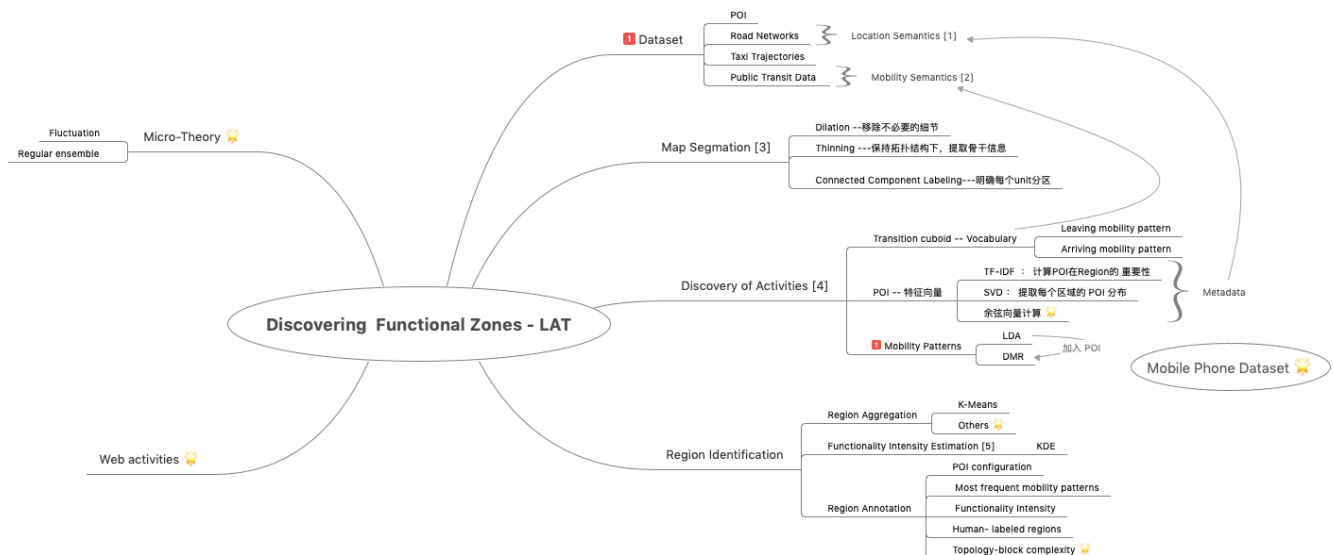 Discovering Functional Zones - LAT
1 Dataset
POI
Road Networks
Taxi Trajectories
Public Transit Data
Location Semantics [1]
Mobility Semantics [2]
Map Segmation [3]
Dilation --移除不必要的细节
Thinning ---保持拓扑结构下，提取骨干信息
Connected Component Labeling---明确每个unit分区
Discovery of Activities [4]
Transition cuboid -- Vocabulary
Leaving mobility pattern
Arriving mobility pattern
POI -- 特征向量
TF-IDF ： 计算POI在Region的 重要性
SVD： 提取每个区域的 POI 分布
余弦向量计算
Metadata
1 Mobility Patterns
LDA
DMR
加入 POI
Mobile Phone Dataset
Region Identification
Region Aggregation
K-Means
Others
Functionality Intensity Estimation [5]
KDE
Region Annotation
POI configuration
Most frequent mobility patterns
Functionality Intensity
Human- labeled regions
Topology-block complexity
Micro-Theory
Fluctuation
Regular ensemble
Web activities